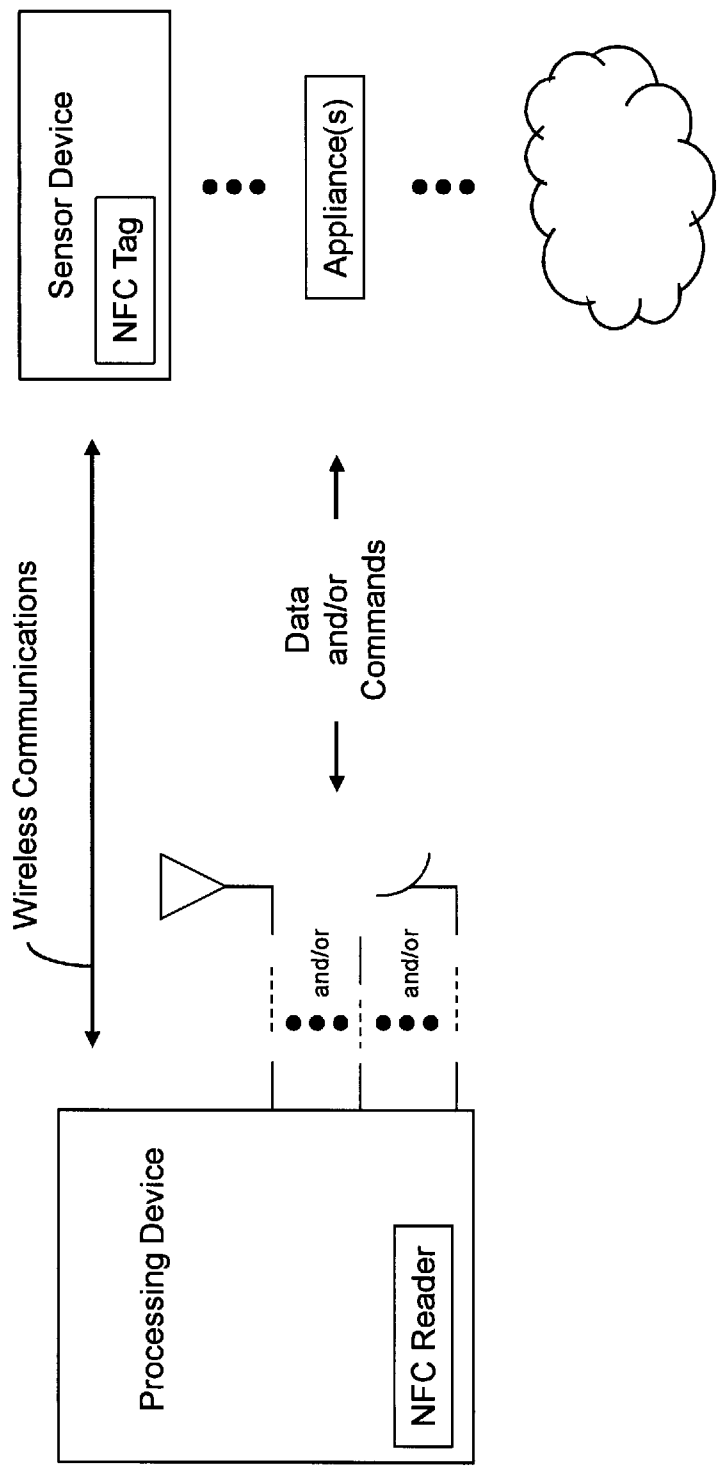 Processing Device
NFC Reader
Wireless Communications
and/or
and/or
Data
and/or
Commands
Sensor Device
NFC Tag
Appliance(s)